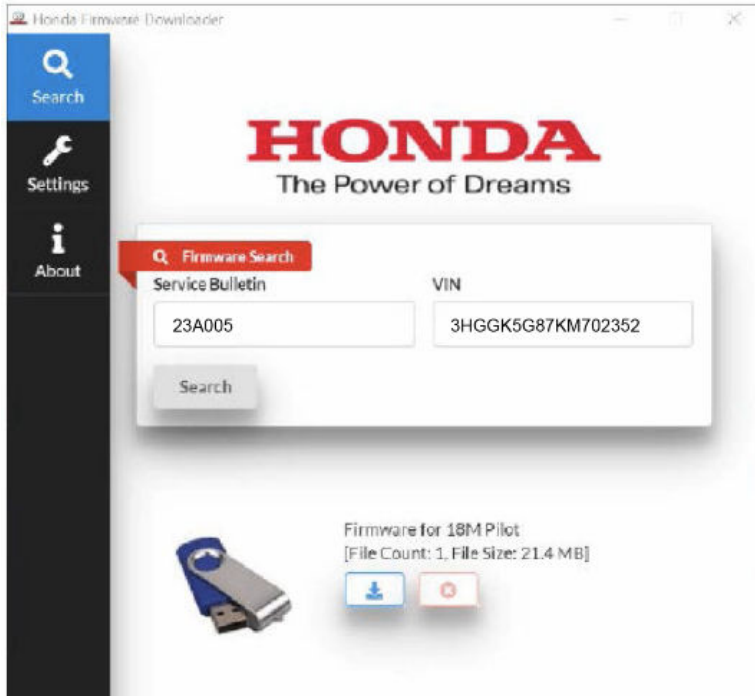 Honda Firmware Downloader
Search
Settings
About
HONDA
The Power of Dreams
Firmware Search
Service Bulletin
VIN
23A005
3HGGK5G87KM702352
Search
Firmware for 18M Pilot
[File Count: 1, File Size: 21.4 MB]